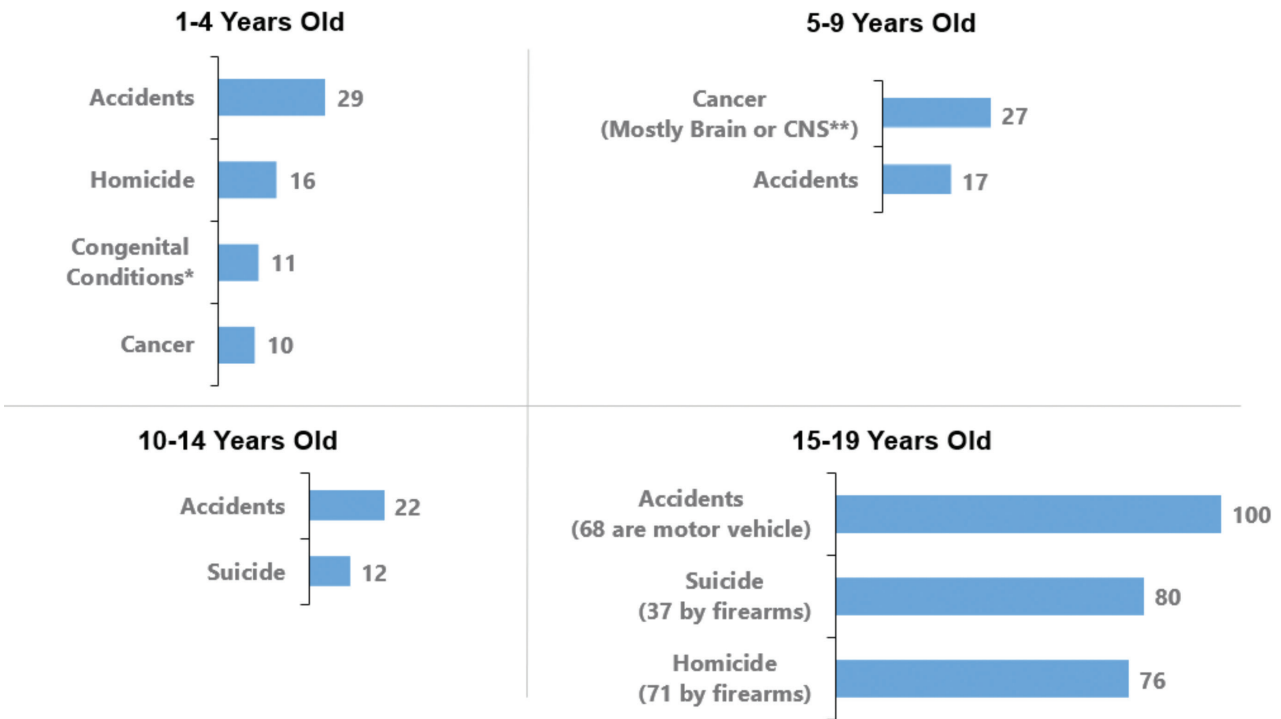 1-4 Years Old
Accidents
29
Homicide
16
Congenital
Conditions*
11
Cancer
10
5-9 Years Old
Cancer
(Mostly Brain or CNS**)
27
Accidents
17
10-14 Years Old
Accidents
22
Suicide
12
15-19 Years Old
Accidents
(68 are motor vehicle)
100
Suicide
(37 by firearms)
80
Homicide
(71 by firearms)
76